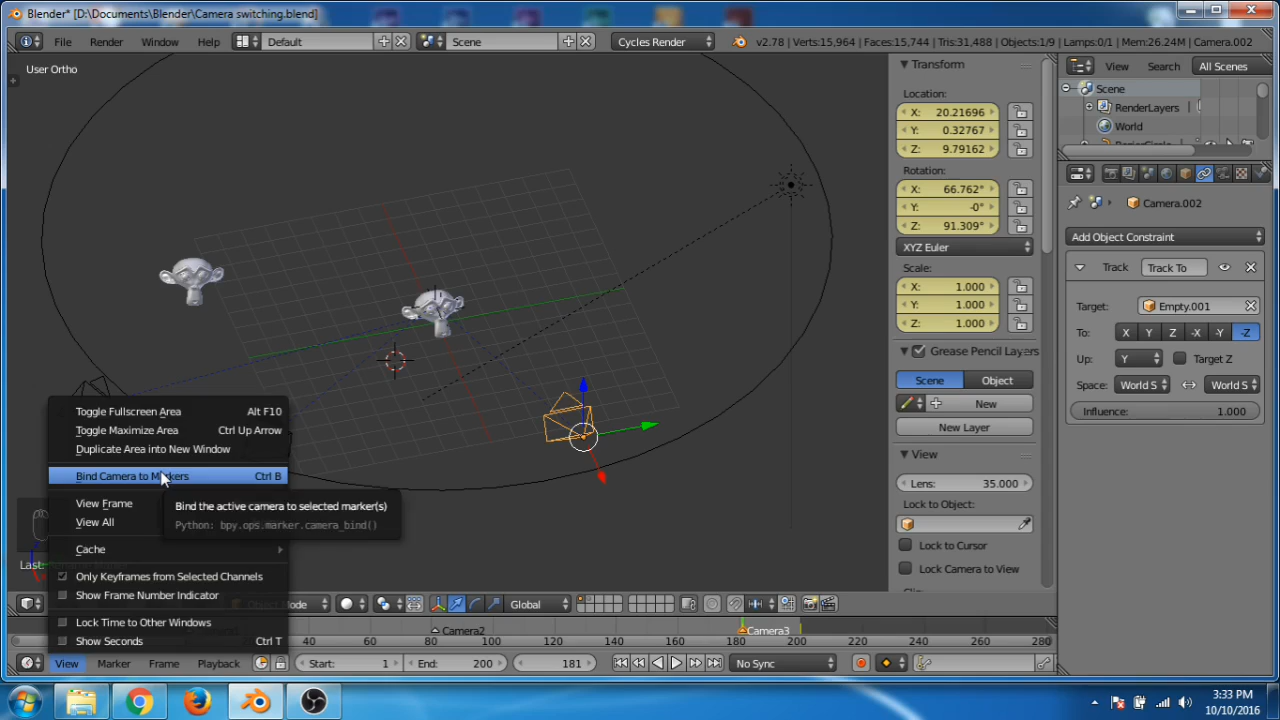 Blender* [D:\Documents\Blender\Camera switching.blend]
File Render Window Help Default Scene Cycles Render v2.78 | Verts:15,964 | Faces:15,744 | Tris:31,488 | Objects:1/9 | Lamps:0/1 | Mem:26.24M | Camera.002
User Ortho
Transform
Location:
X: 20.21696
Y: 0.32767
Z: 9.79162
Rotation:
X: 66.762°
Y: -0°
Z: 91.309°
XYZ Euler
Scale:
X: 1.000
Y: 1.000
Z: 1.000
Grease Pencil Layers
Scene Object
New
New Layer
View
Lens: 35.000
Lock to Object:
Lock to Cursor
Lock Camera to View
View Search All Scenes
Scene
RenderLayers
World
Camera.002
Add Object Constraint
Track Track To
Target: Empty.001
To: X Y Z -X -Y -Z
Up: Y Target Z
Space: World S World S
Influence: 1.000
Toggle Fullscreen Area Alt F10
Toggle Maximize Area Ctrl Up Arrow
Duplicate Area into New Window
Bind Camera to Markers Ctrl B
View Frame
View All
Cache
Only Keyframes from Selected Channels
Show Frame Number Indicator
Lock Time to Other Windows
Show Seconds Ctrl T
Bind the active camera to selected marker(s)
Python: bpy.ops.marker.camera_bind()
Object Mode Global
Camera2 Camera3
40 60 80 100 120 140 160 180 200 220 240 260 280
View Marker Frame Playback Start: 1 End: 200 181 No Sync
3:33 PM
10/10/2016